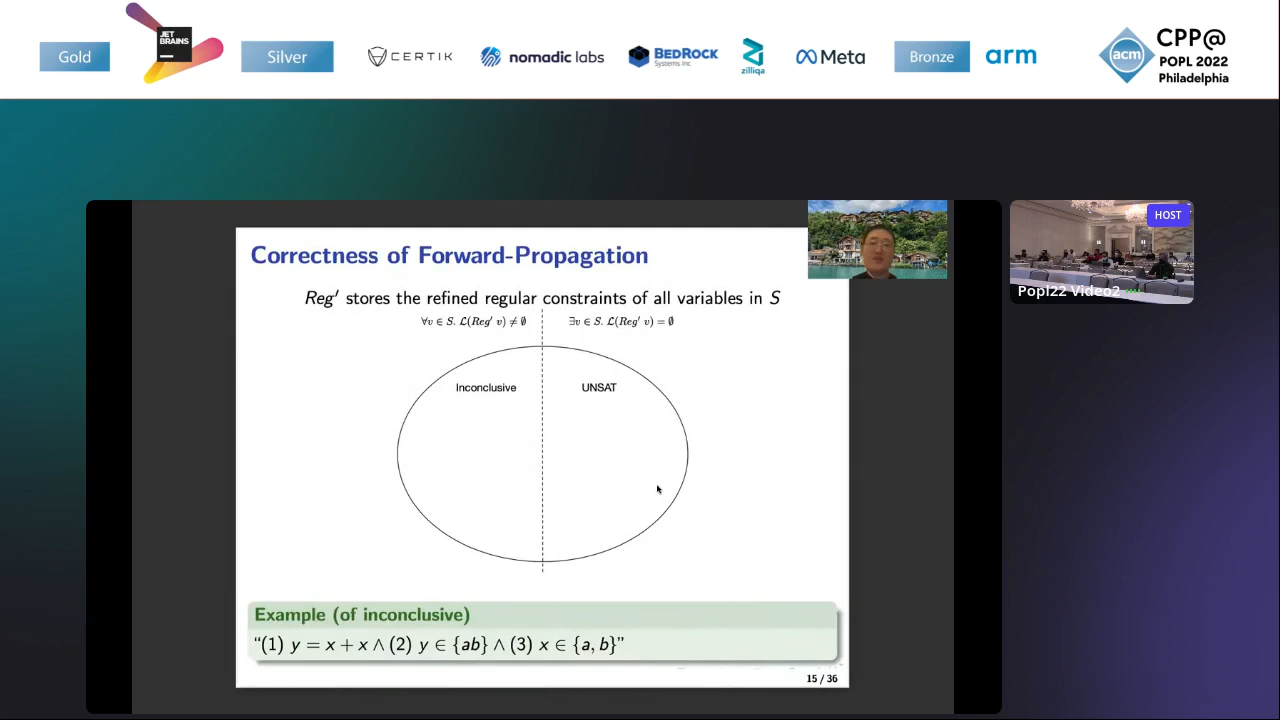 Gold
JET
BRAINS
Silver
CERTIK
nomadic labs
BEDROCK
Systems Inc
zilliqa
Meta
Bronze
arm
acm
CPP@
POPL 2022
Philadelphia
HOST
Popl22 Video2
Correctness of Forward-Propagation
Reg′ stores the refined regular constraints of all variables in S
∀v ∈ S. ℒ(Reg′ v) ≠ ∅
∃v ∈ S. ℒ(Reg′ v) = ∅
Inconclusive
UNSAT
Example (of inconclusive)
“(1) y = x + x ∧ (2) y ∈ {ab} ∧ (3) x ∈ {a, b}”
15 / 36